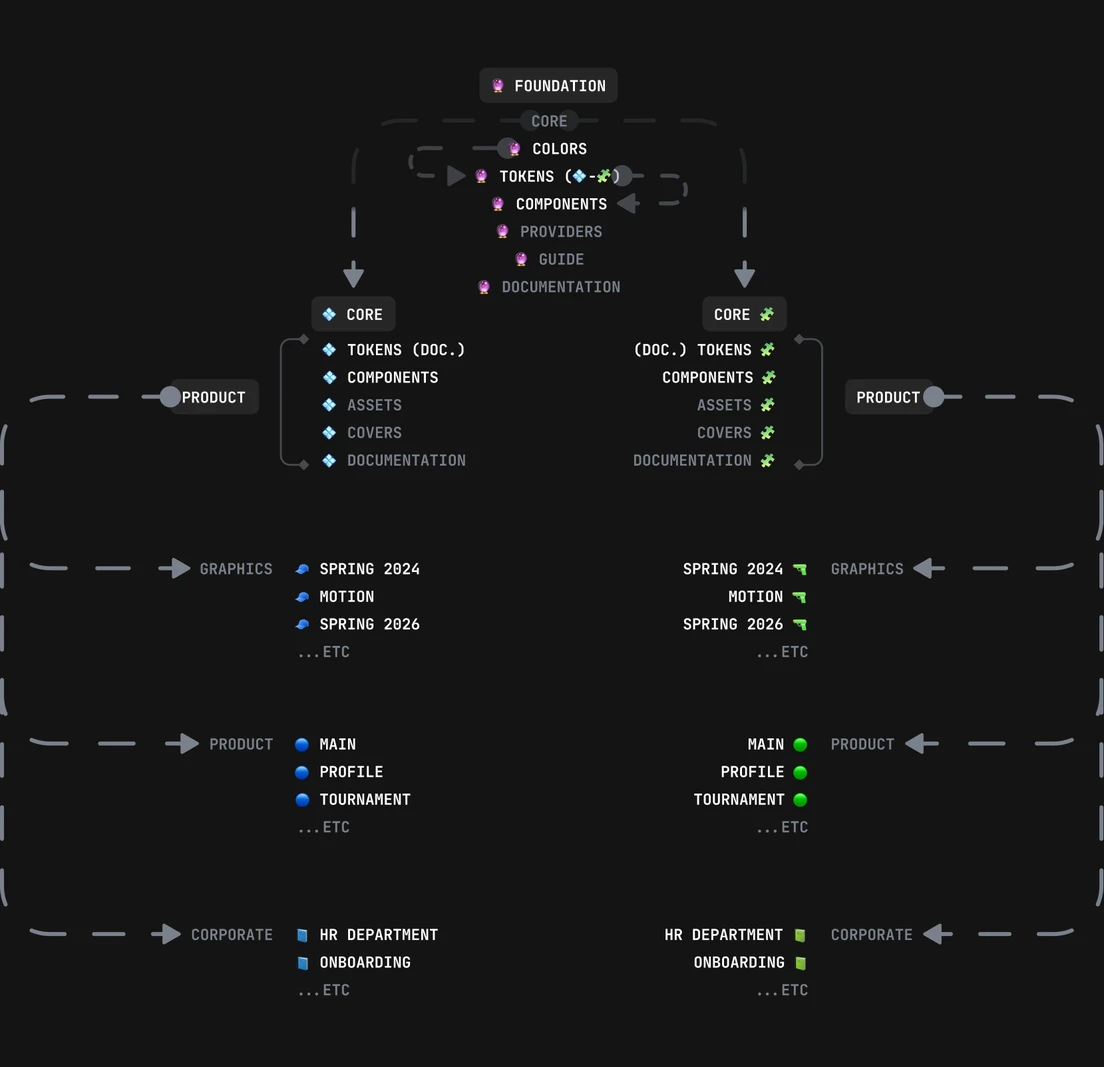 FOUNDATION
CORE
COLORS
TOKENS (💠-🧩)
COMPONENTS
PROVIDERS
GUIDE
DOCUMENTATION
CORE
TOKENS (DOC.)
COMPONENTS
ASSETS
COVERS
DOCUMENTATION
PRODUCT
CORE
(DOC.) TOKENS
COMPONENTS
ASSETS
COVERS
DOCUMENTATION
PRODUCT
GRAPHICS
SPRING 2024
MOTION
SPRING 2026
...ETC
SPRING 2024
MOTION
SPRING 2026
...ETC
GRAPHICS
PRODUCT
MAIN
PROFILE
TOURNAMENT
...ETC
MAIN
PROFILE
TOURNAMENT
...ETC
PRODUCT
CORPORATE
HR DEPARTMENT
ONBOARDING
...ETC
HR DEPARTMENT
ONBOARDING
...ETC
CORPORATE